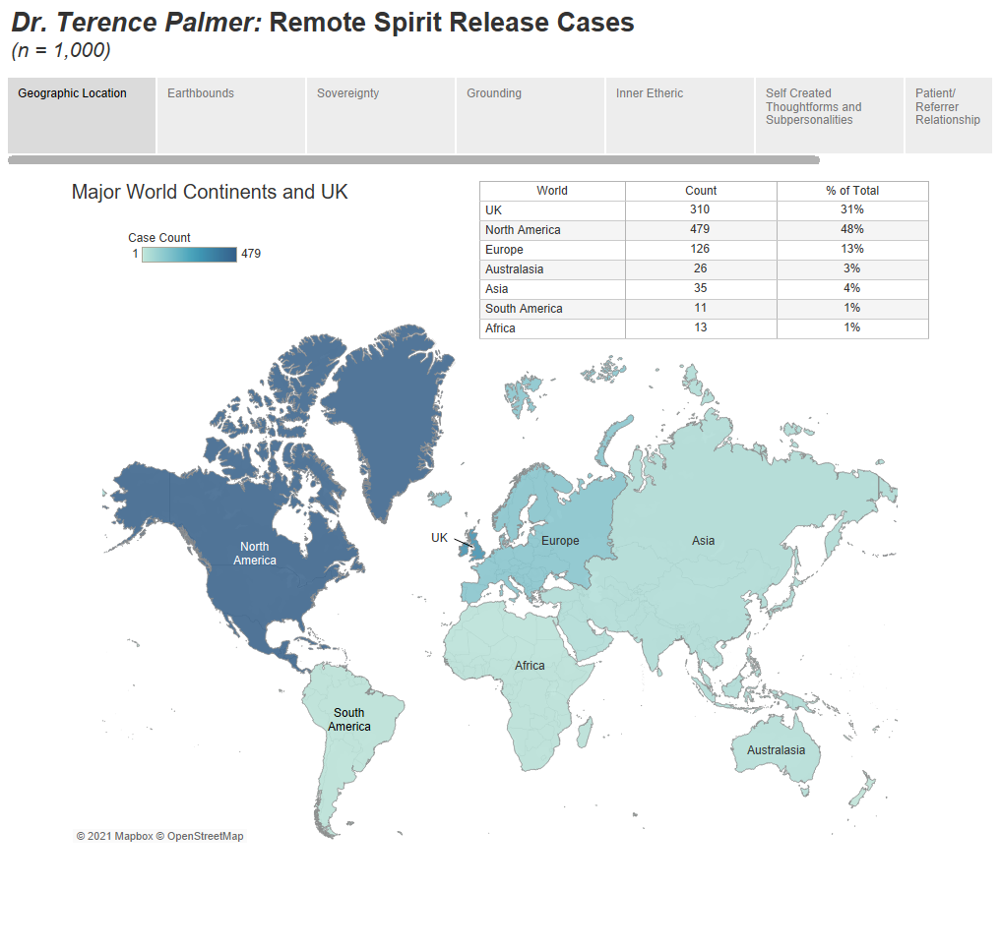 Dr. Terence Palmer: Remote Spirit Release Cases
(n = 1,000)
Geographic Location
Earthbounds
Sovereignty
Grounding
Inner Etheric
Self Created
Thoughtforms and
Subpersonalities
Patient/
Referrer
Relationship
Major World Continents and UK
Case Count
1 479
World Count % of Total
UK 310 31%
North America 479 48%
Europe 126 13%
Australasia 26 3%
Asia 35 4%
South America 11 1%
Africa 13 1%
UK
Europe
Asia
North
America
Africa
South
America
Australasia
© 2021 Mapbox © OpenStreetMap